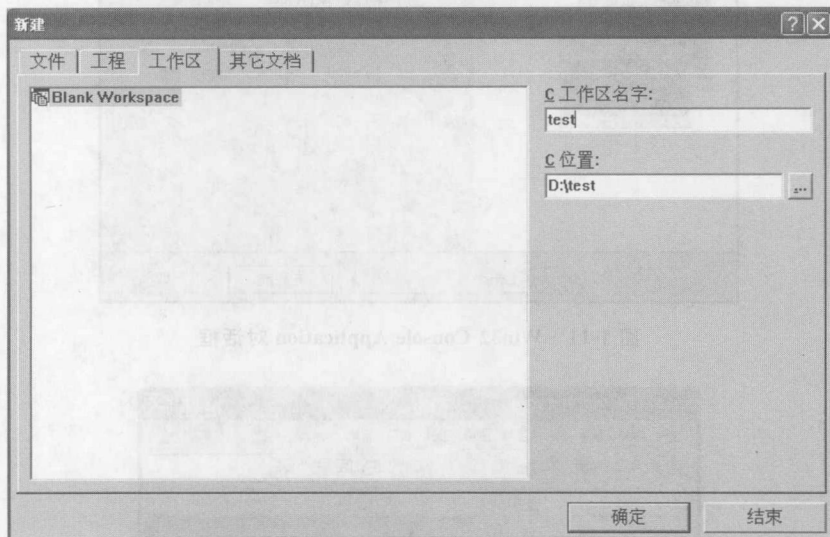 新建
文件 工程 工作区 其它文档
Blank Workspace
C 工作区名字:
test
C 位置:
D:\test
...
确定 结束